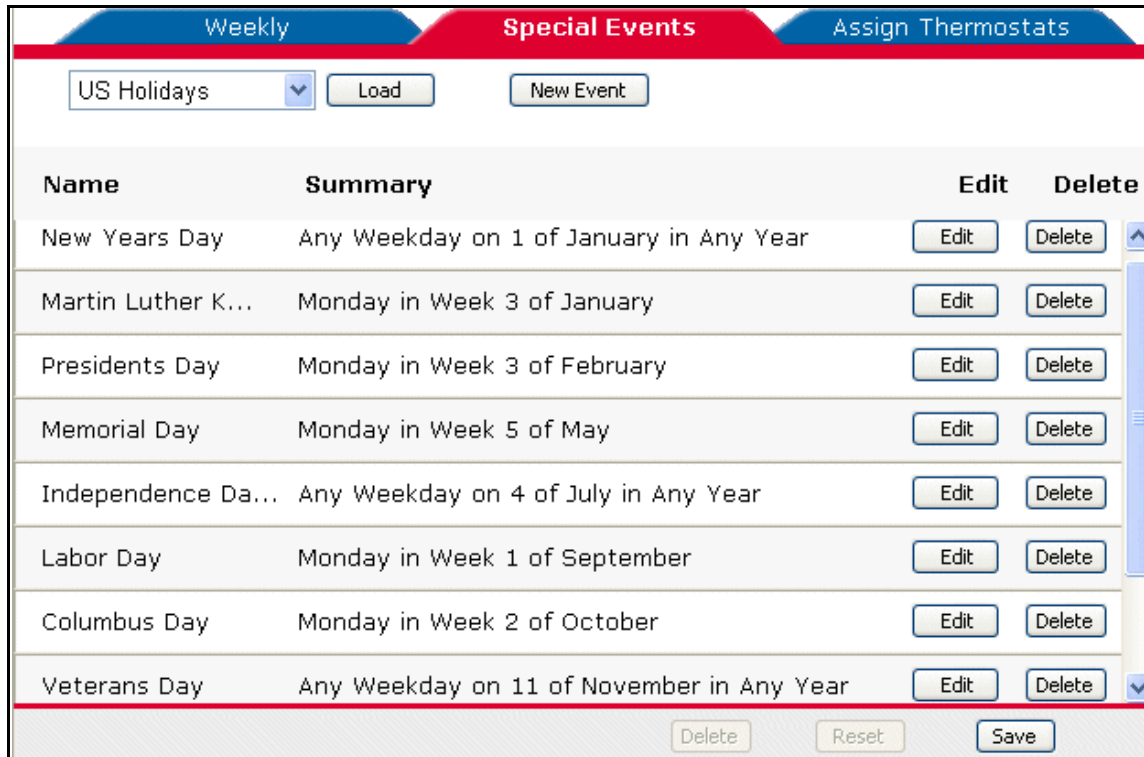 Weekly Special Events Assign Thermostats
US Holidays Load New Event
Name Summary Edit Delete
New Years Day Any Weekday on 1 of January in Any Year Edit Delete
Martin Luther K... Monday in Week 3 of January Edit Delete
Presidents Day Monday in Week 3 of February Edit Delete
Memorial Day Monday in Week 5 of May Edit Delete
Independence Da... Any Weekday on 4 of July in Any Year Edit Delete
Labor Day Monday in Week 1 of September Edit Delete
Columbus Day Monday in Week 2 of October Edit Delete
Veterans Day Any Weekday on 11 of November in Any Year Edit Delete
Delete Reset Save